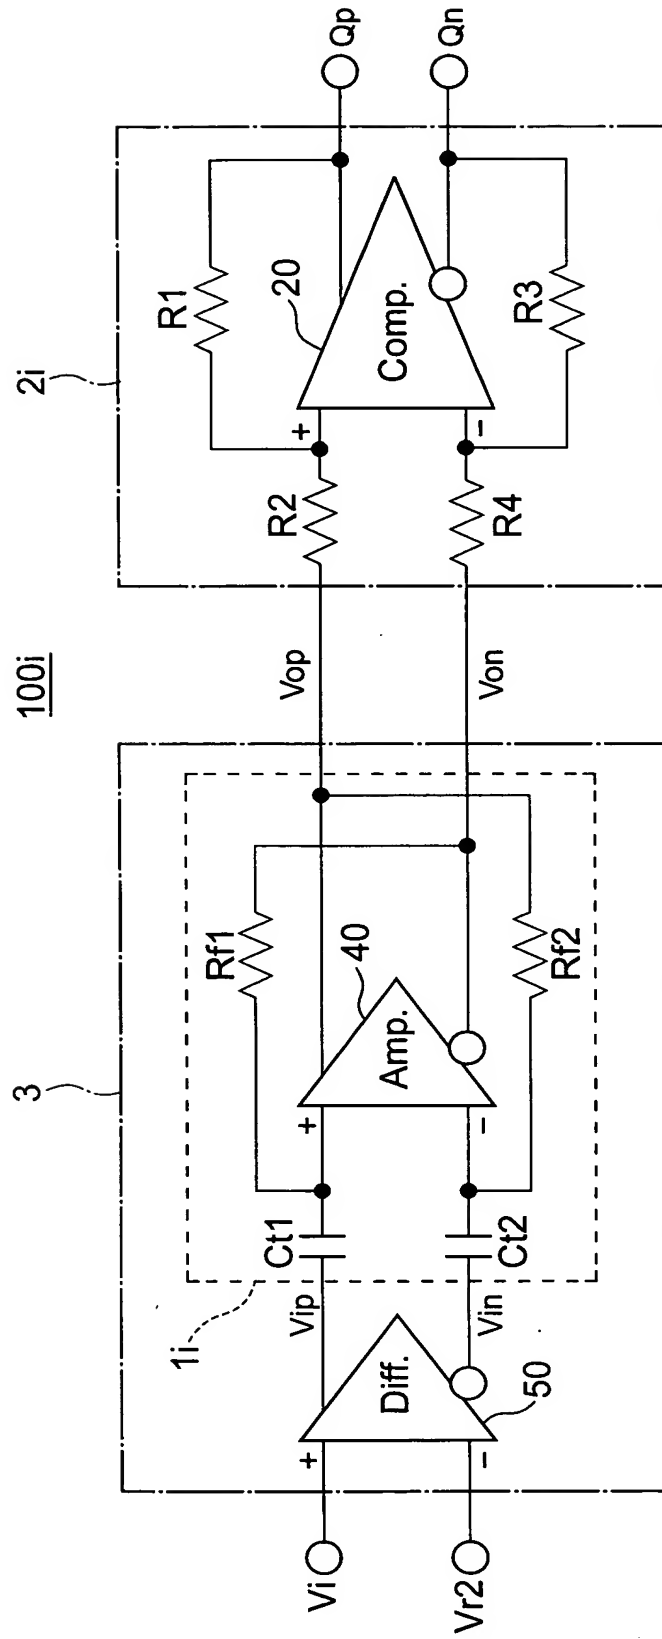 100i
3
2i
1i
Vi
Vr2
+
−
Diff.
50
Vip
Vin
Ct1
Ct2
+
−
Amp.
40
Rf1
Rf2
Vop
Von
R2
R4
+
−
Comp.
20
R1
R3
Qp
Qn